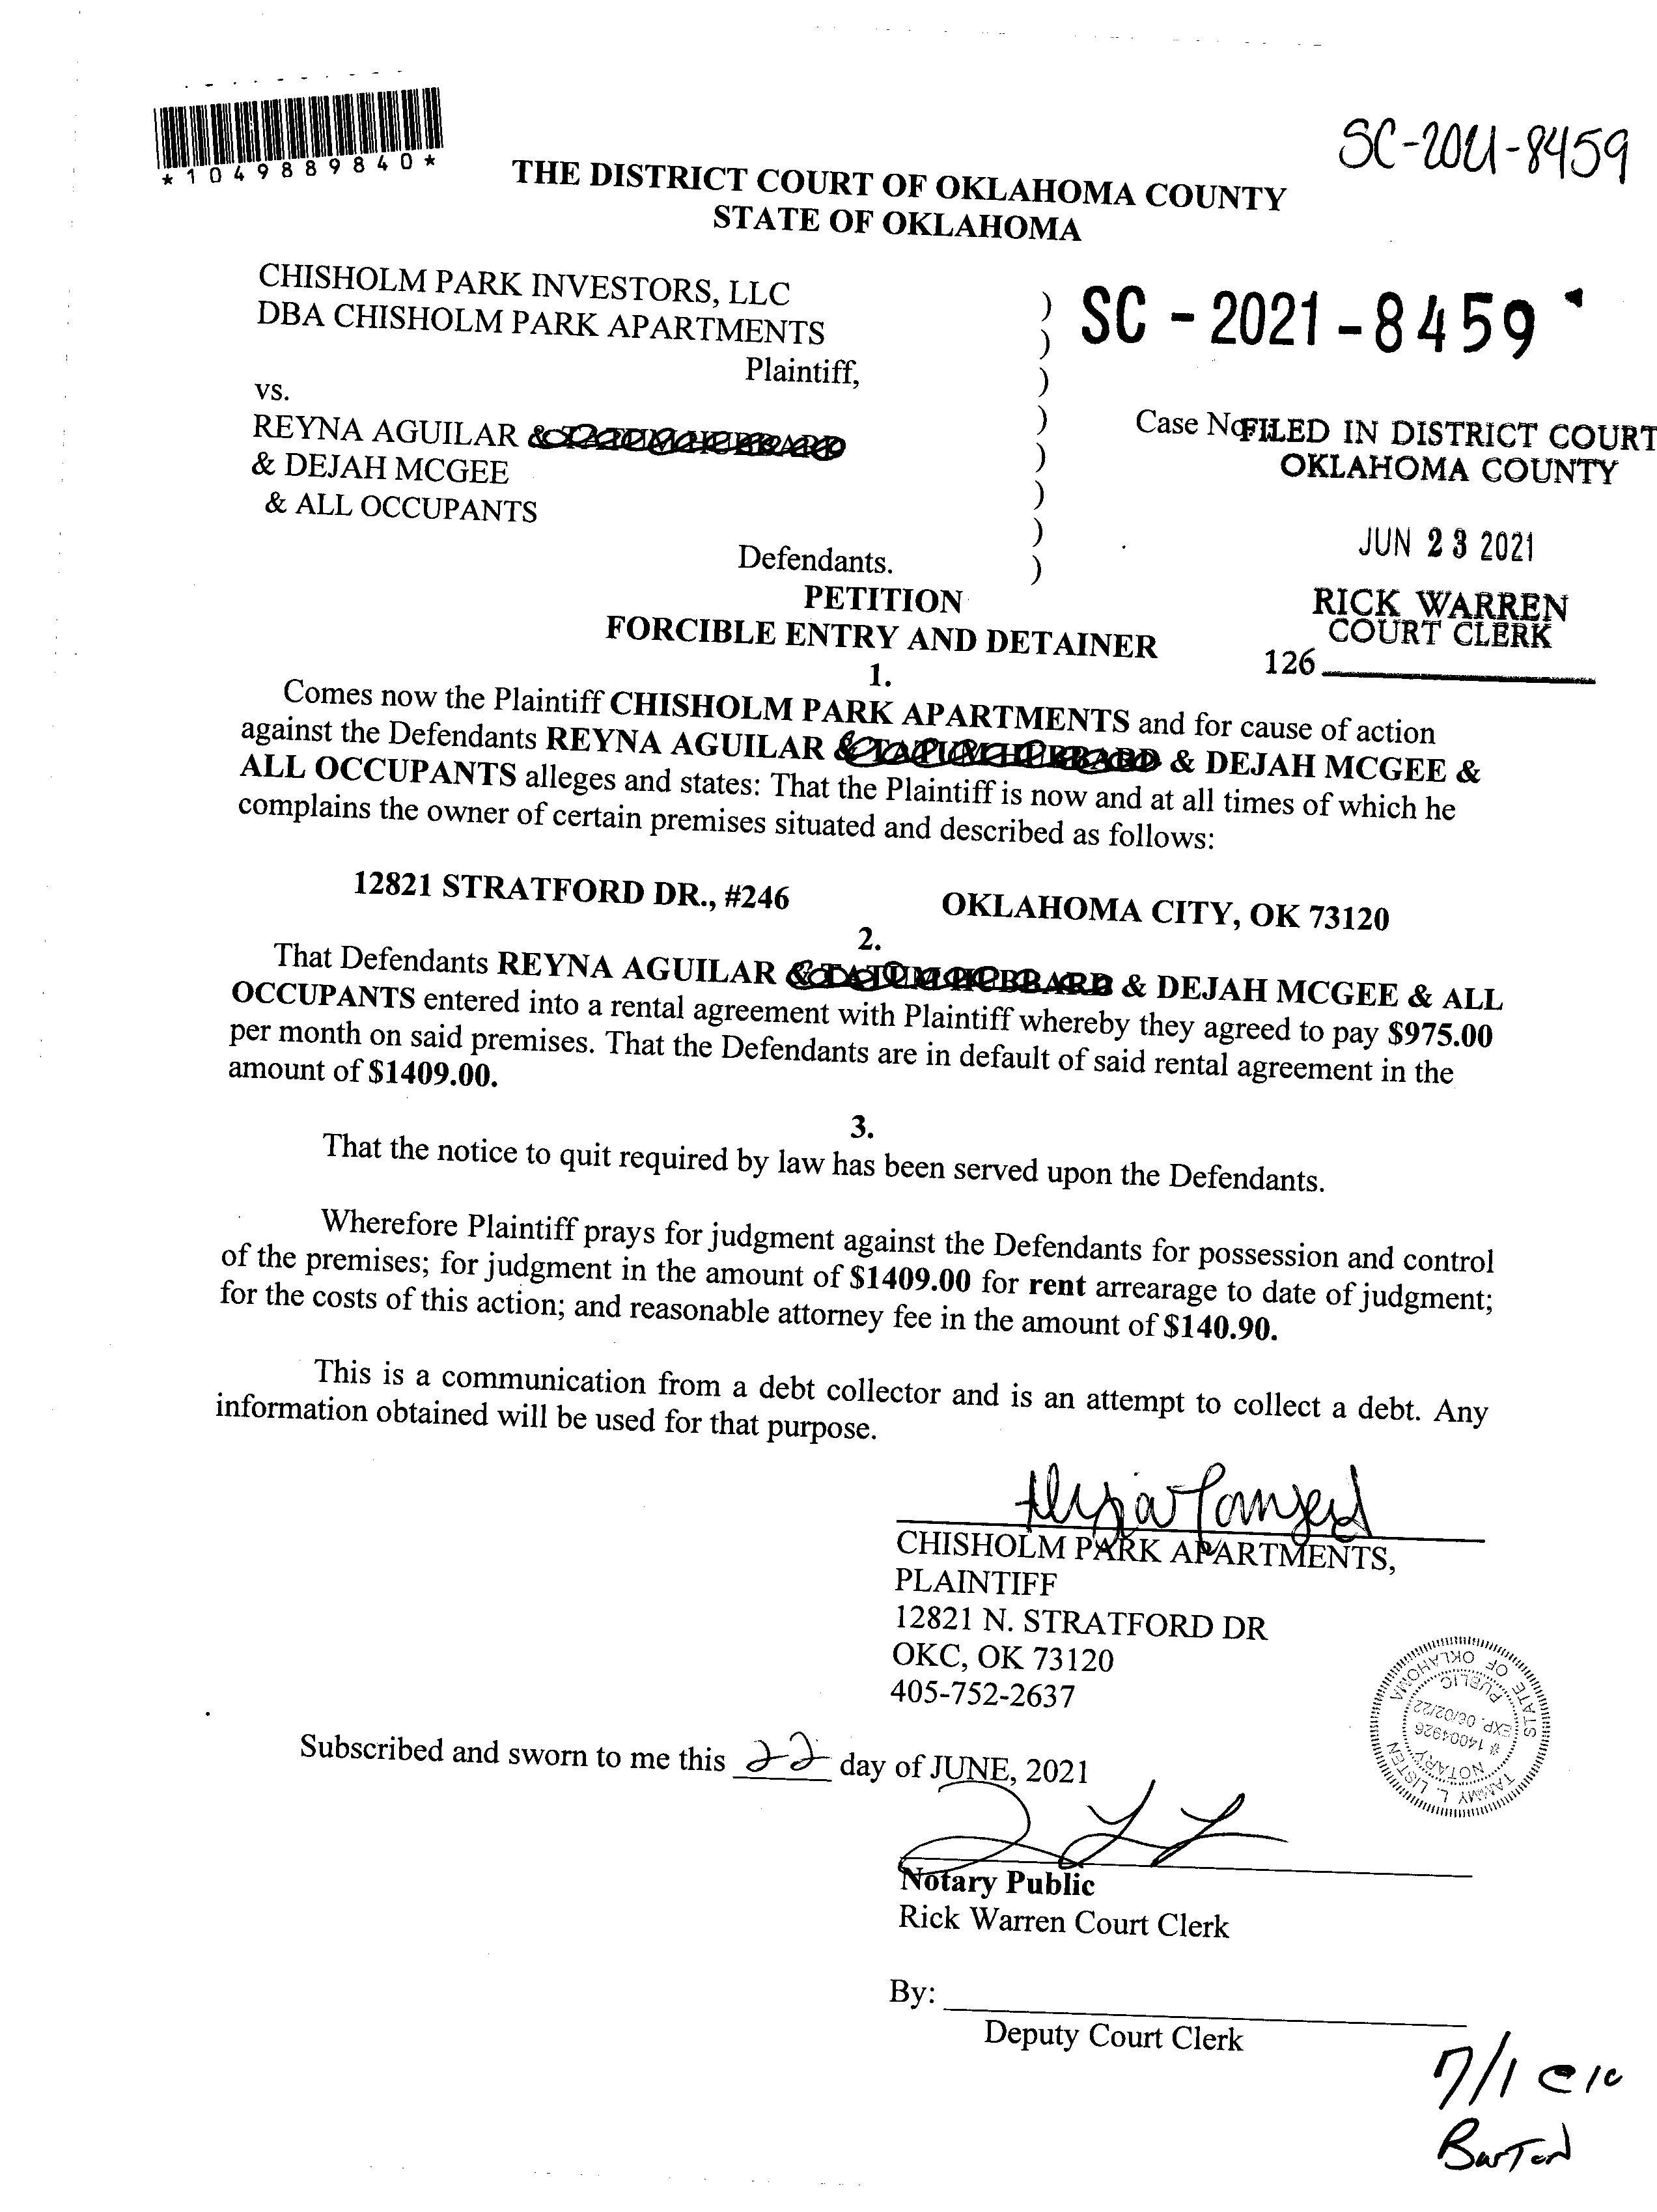 SC-2021-8459
*1049889840*
THE DISTRICT COURT OF OKLAHOMA COUNTY
STATE OF OKLAHOMA
CHISHOLM PARK INVESTORS, LLC
DBA CHISHOLM PARK APARTMENTS
Plaintiff,
vs.
REYNA AGUILAR
& DEJAH MCGEE
& ALL OCCUPANTS
Defendants.
)
)
)
)
)
)
)
)
SC - 2021 - 8459
Case No
FILED IN DISTRICT COURT
OKLAHOMA COUNTY
JUN 23 2021
RICK WARREN
COURT CLERK
126
PETITION
FORCIBLE ENTRY AND DETAINER
1.
Comes now the Plaintiff CHISHOLM PARK APARTMENTS and for cause of action
against the Defendants REYNA AGUILAR & TATUM HUBBARD & DEJAH MCGEE &
ALL OCCUPANTS alleges and states: That the Plaintiff is now and at all times of which he
complains the owner of certain premises situated and described as follows:
12821 STRATFORD DR., #246 OKLAHOMA CITY, OK 73120
2.
That Defendants REYNA AGUILAR & TATUM HUBBARD & DEJAH MCGEE & ALL
OCCUPANTS entered into a rental agreement with Plaintiff whereby they agreed to pay $975.00
per month on said premises. That the Defendants are in default of said rental agreement in the
amount of $1409.00.
3.
That the notice to quit required by law has been served upon the Defendants.
Wherefore Plaintiff prays for judgment against the Defendants for possession and control
of the premises; for judgment in the amount of $1409.00 for rent arrearage to date of judgment;
for the costs of this action; and reasonable attorney fee in the amount of $140.90.
This is a communication from a debt collector and is an attempt to collect a debt. Any
information obtained will be used for that purpose.
CHISHOLM PARK APARTMENTS,
PLAINTIFF
12821 N. STRATFORD DR
OKC, OK 73120
405-752-2637
TAMMY L. LISTEN
STATE OF OKLAHOMA
NOTARY PUBLIC
# 14004926
EXP. 06/02/22
Subscribed and sworn to me this 22 day of JUNE, 2021
Notary Public
Rick Warren Court Clerk
By:
Deputy Court Clerk
7/1 @ 10
Barton